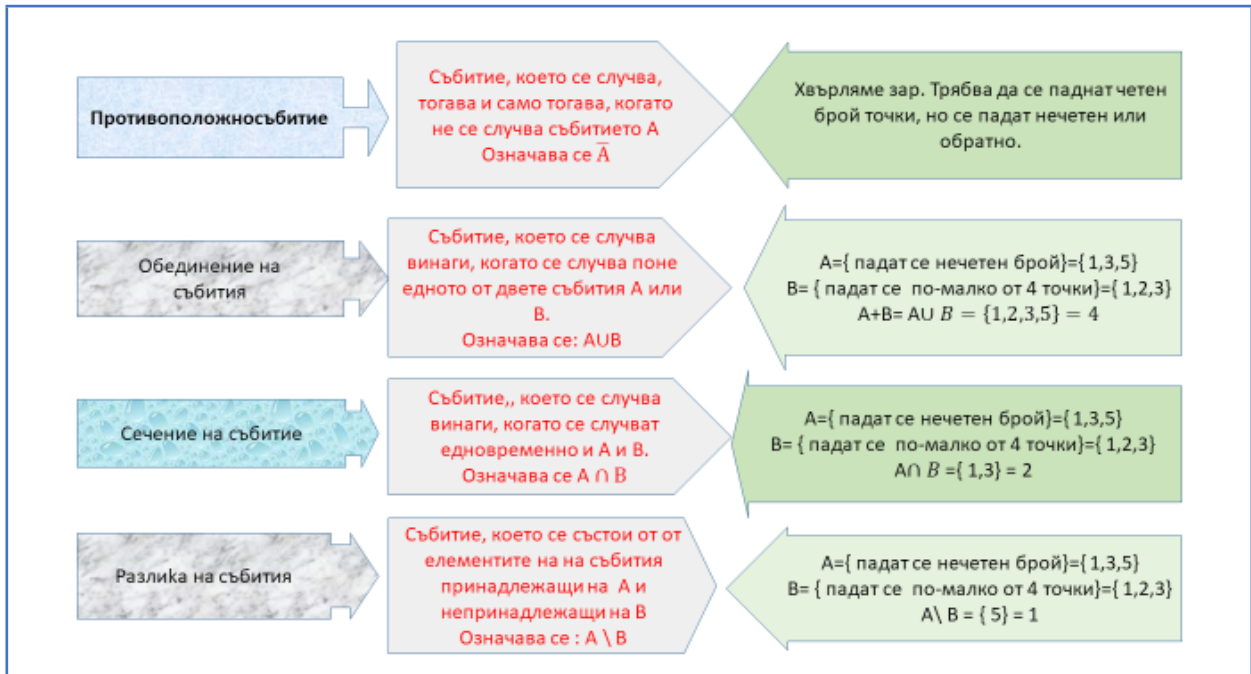 Противоположносъбитие
Събитие, което се случва,
тогава и само тогава, когато
не се случва събитието А
Означава се A̅
Хвърляме зар. Трябва да се паднат четен
брой точки, но се падат нечетен или
обратно.
Обединение на
събития
Събитие, което се случва
винаги, когато се случва поне
едното от двете събития А или
В.
Означава се: А∪В
А={ падат се нечетен брой}={1,3,5}
В= { падат се по-малко от 4 точки}={1,2,3}
А+В= А∪ B = {1,2,3,5} = 4
Сечение на събитие
Събитие,, което се случва
винаги, когато се случват
едновременно и А и В.
Означава се А ∩ В
А={ падат се нечетен брой}={1,3,5}
В= { падат се по-малко от 4 точки}={1,2,3}
А∩ B ={ 1,3} = 2
Разлика на събития
Събитие, което се състои от от
елементите на на събития
принадлежащи на А и
непринадлежащи на В
Означава се : А \ В
А={ падат се нечетен брой}={1,3,5}
В= { падат се по-малко от 4 точки}={1,2,3}
А\ В = { 5} = 1